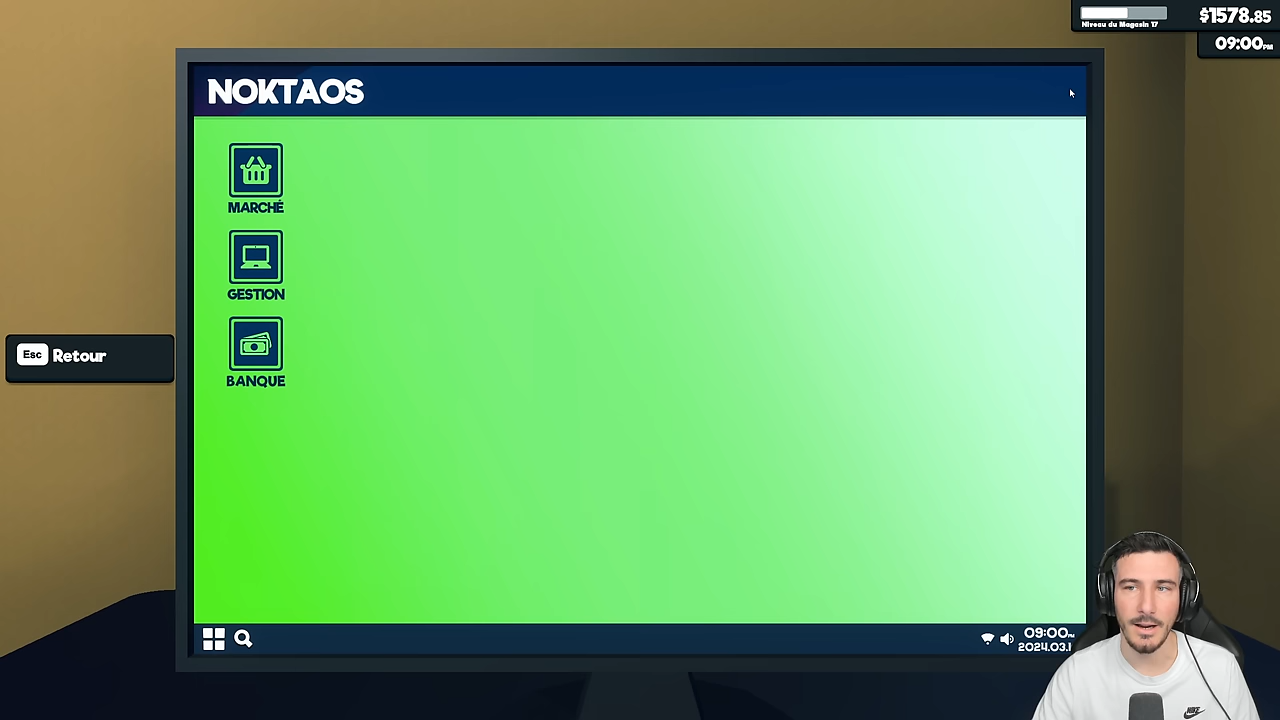 $1578.85
Niveau du Magasin 17
09:00PM
NOKTAOS
MARCHÉ
GESTION
BANQUE
Esc Retour
09:00PM
2024.03.1